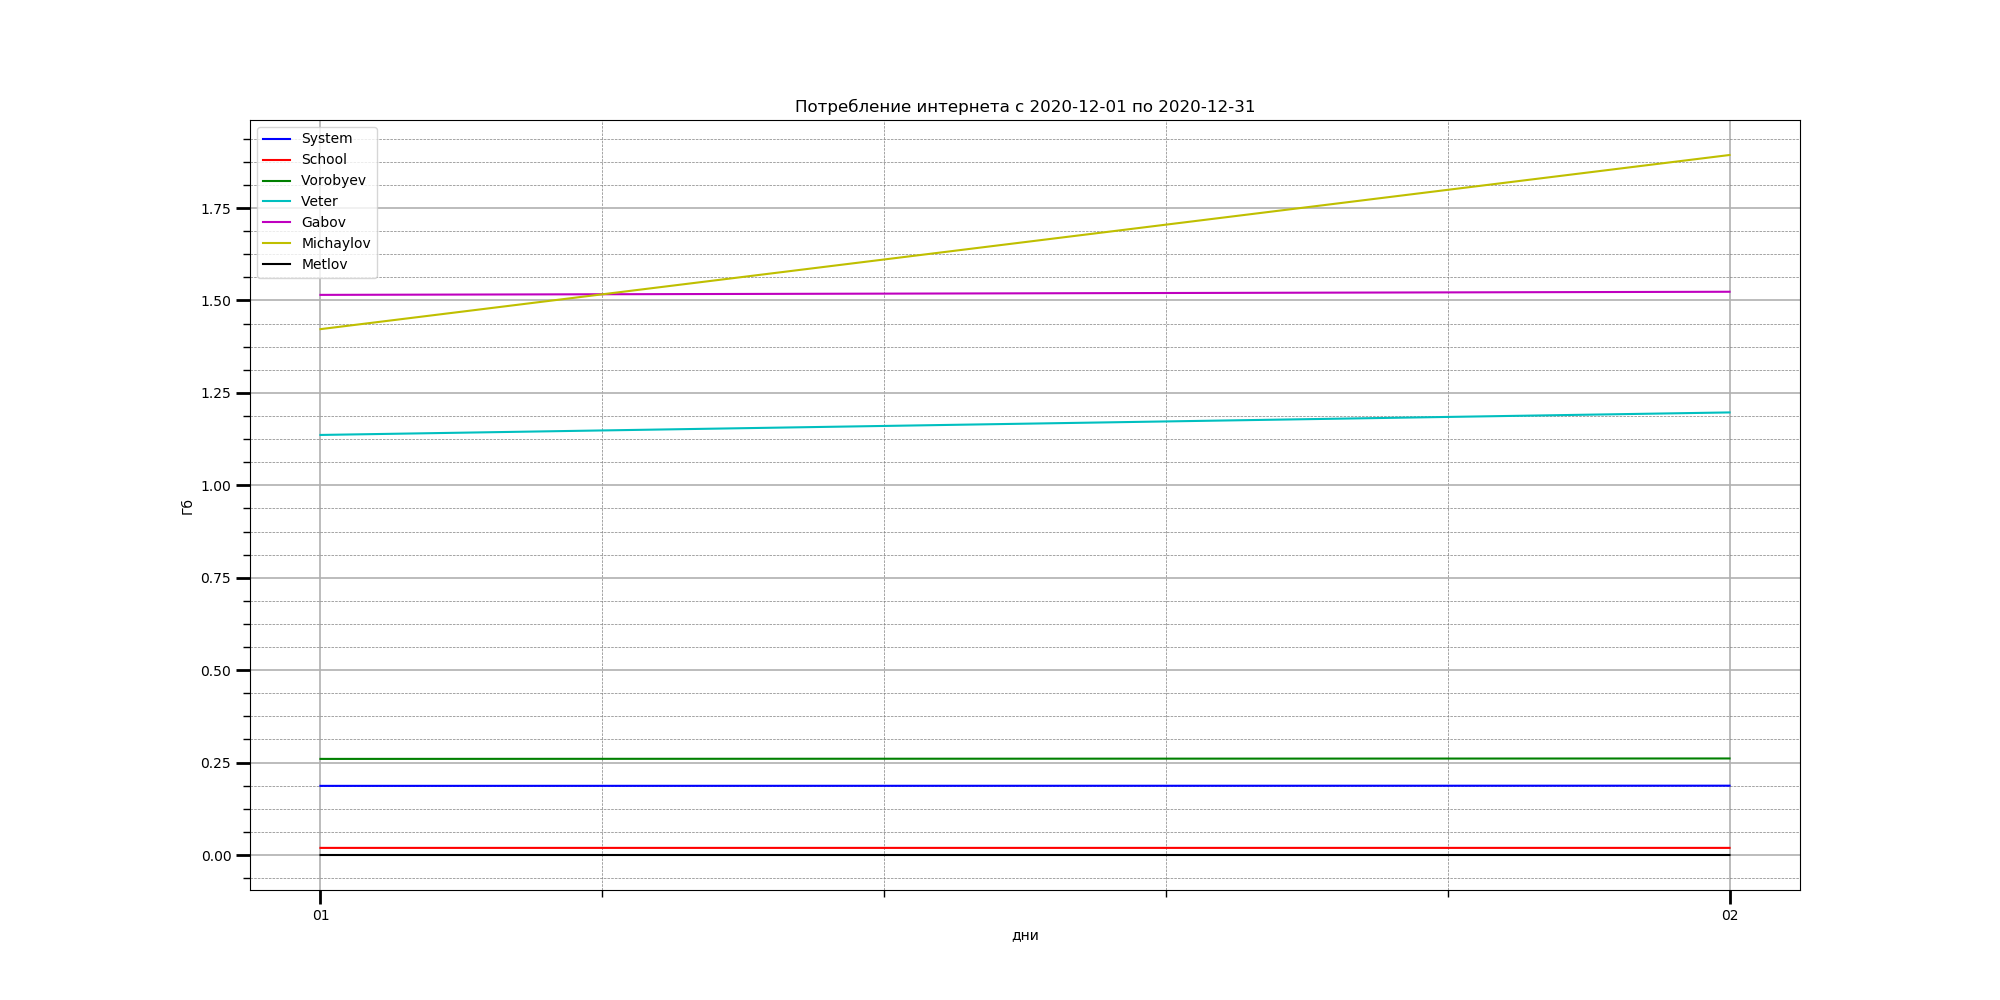 Потребление интернета с 2020-12-01 по 2020-12-31
System
School
Vorobyev
Veter
Gabov
Michaylov
Metlov
1.75
1.50
1.25
1.00
0.75
0.50
0.25
0.00
Гб
01
02
дни